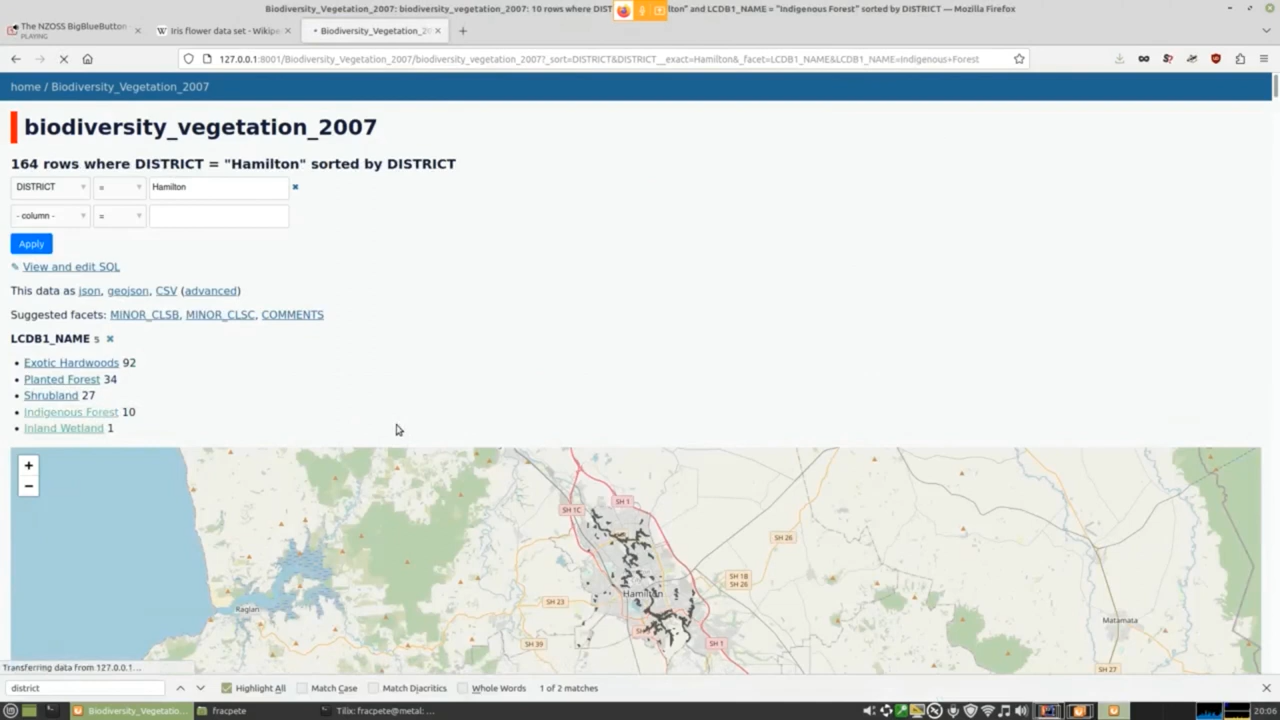 Biodiversity_Vegetation_2007: biodiversity_vegetation_2007: 10 rows where DIST lton" and LCDB1_NAME = "Indigenous Forest" sorted by DISTRICT — Mozilla Firefox
The NZOSS BigBlueButton
PLAYING
Iris flower data set - Wikipe
Biodiversity_Vegetation_2
127.0.0.1:8001/Biodiversity_Vegetation_2007/biodiversity_vegetation_2007?_sort=DISTRICT&DISTRICT__exact=Hamilton&_facet=LCDB1_NAME&LCDB1_NAME=Indigenous+Forest
home / Biodiversity_Vegetation_2007
biodiversity_vegetation_2007
164 rows where DISTRICT = "Hamilton" sorted by DISTRICT
DISTRICT = Hamilton
- column - =
Apply
View and edit SQL
This data as json, geojson, CSV (advanced)
Suggested facets: MINOR_CLSB, MINOR_CLSC, COMMENTS
LCDB1_NAME 5
• Exotic Hardwoods 92
• Planted Forest 34
• Shrubland 27
• Indigenous Forest 10
• Inland Wetland 1
+
−
SH 1
SH 1C
SH 26
SH 1B
SH 26
Hamilton
SH 23
Raglan
Matamata
SH 39
SH 1
SH 27
Transferring data from 127.0.0.1...
district Highlight All Match Case Match Diacritics Whole Words 1 of 2 matches
Biodiversity_Vegetatio... fracpete Tilix: fracpete@metal: ... 20:06